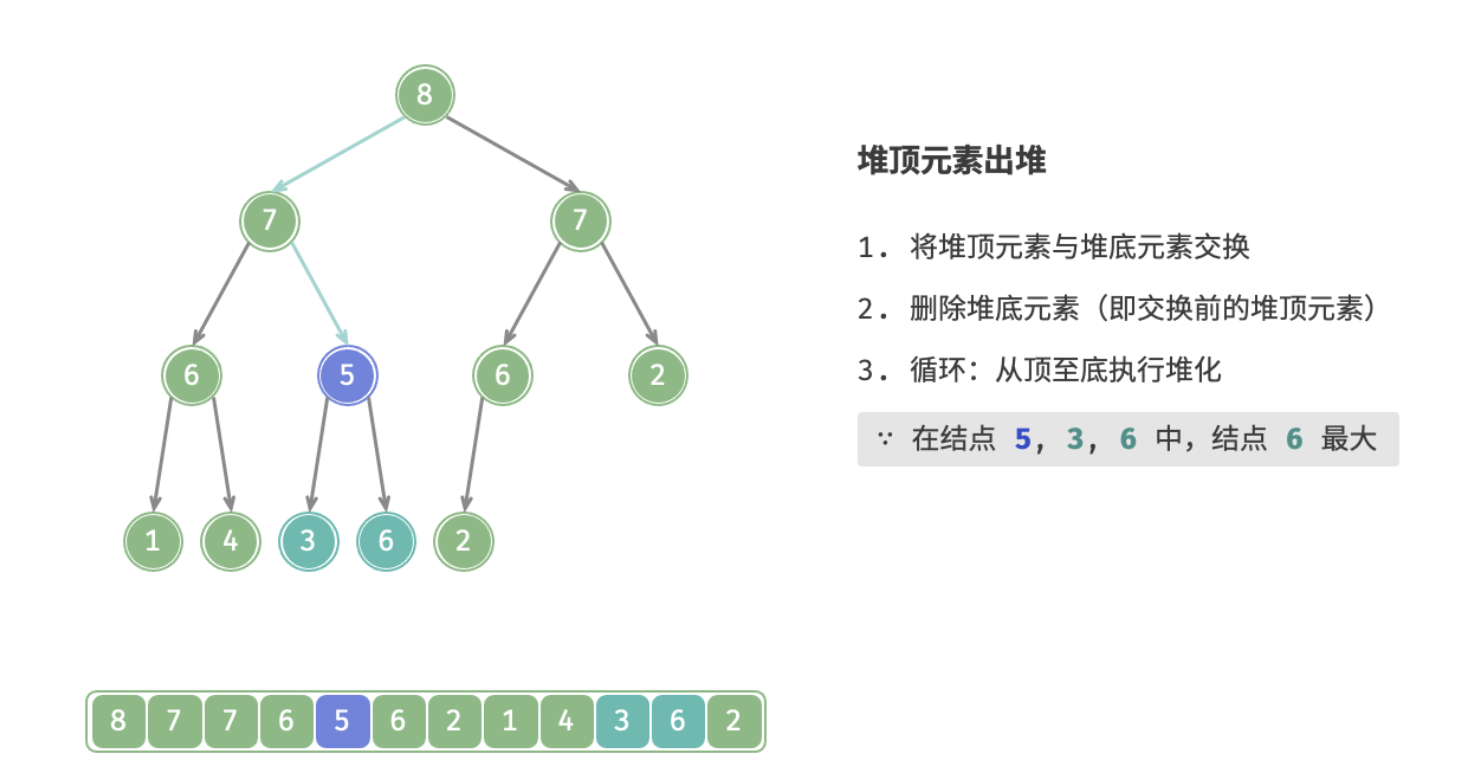 8
堆顶元素出堆
7 7
1. 将堆顶元素与堆底元素交换
2. 删除堆底元素（即交换前的堆顶元素）
6 5 6 2
3. 循环：从顶至底执行堆化
∵ 在结点 5, 3, 6 中，结点 6 最大
1 4 3 6 2
8 7 7 6 5 6 2 1 4 3 6 2